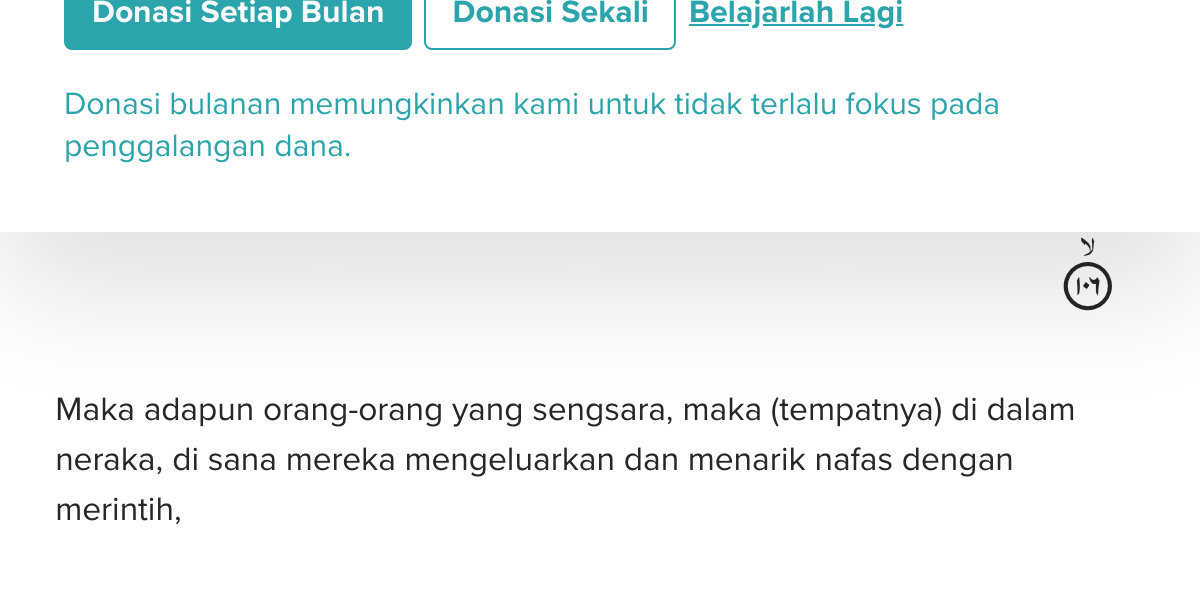 Donasi Setiap Bulan Donasi Sekali Belajarlah Lagi
Donasi bulanan memungkinkan kami untuk tidak terlalu fokus pada
penggalangan dana.
لا
١٠٦
Maka adapun orang-orang yang sengsara, maka (tempatnya) di dalam
neraka, di sana mereka mengeluarkan dan menarik nafas dengan
merintih,